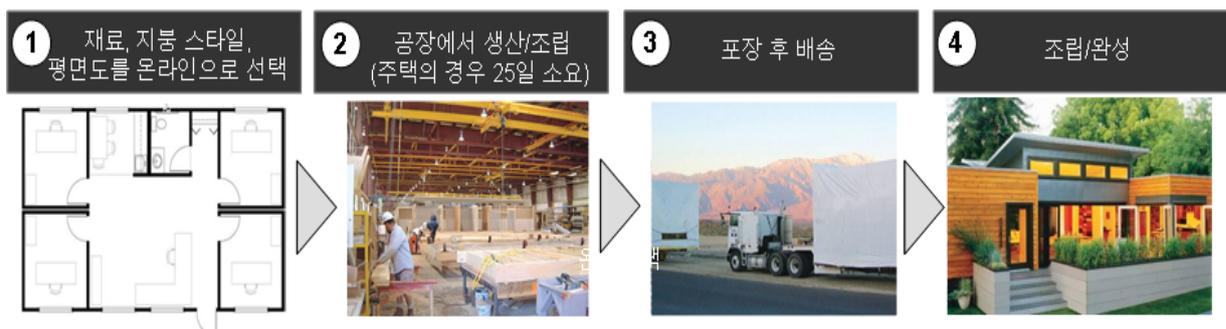 1
재료, 지붕 스타일,
평면도를 온라인으로 선택
2
공장에서 생산/조립
(주택의 경우 25일 소요)
3
포장 후 배송
4
조립/완성